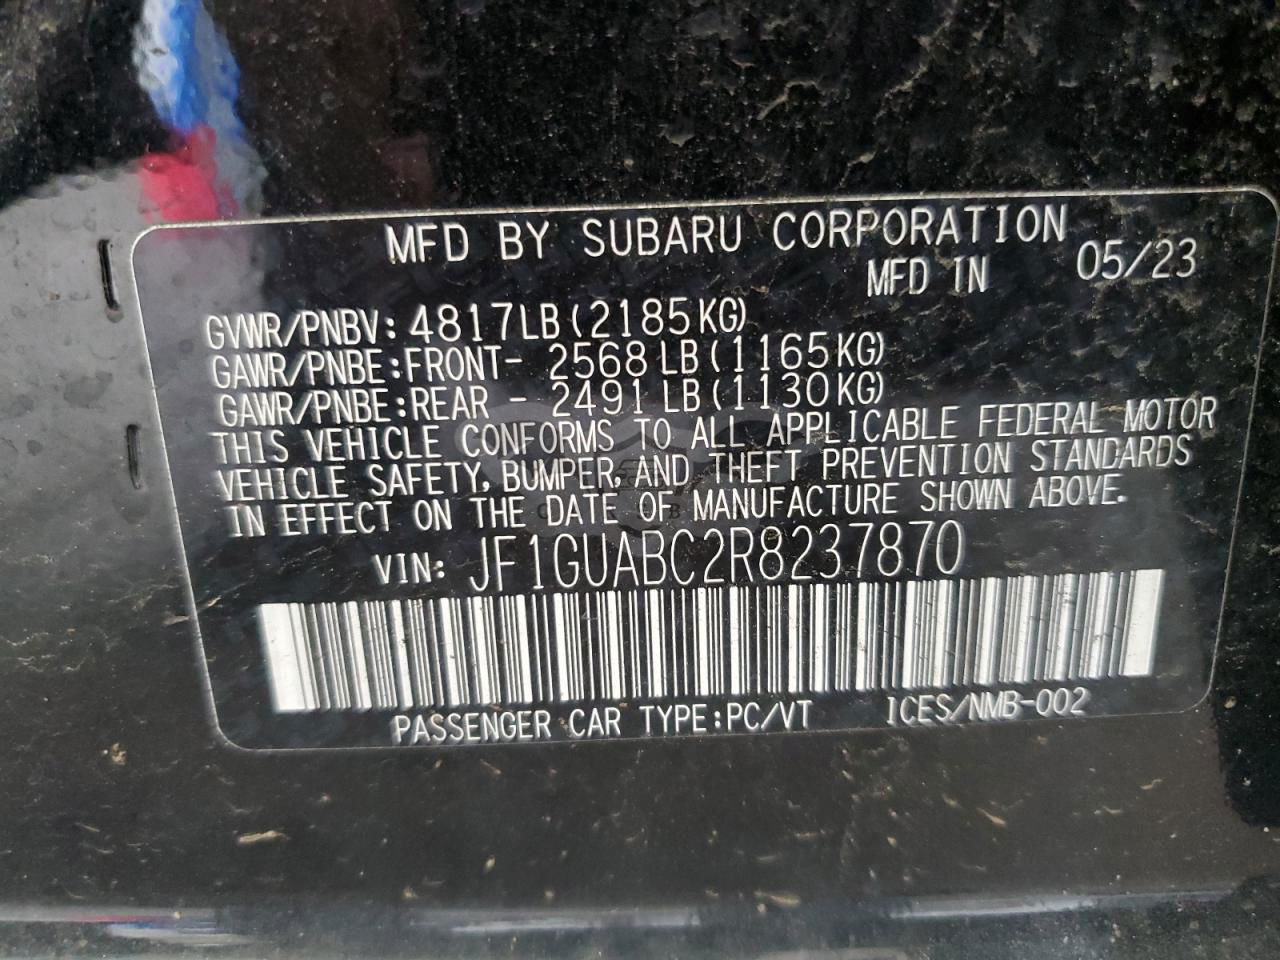 MFD BY SUBARU CORPORATION
MFD IN 05/23
GVWR/PNBV: 4817LB(2185KG)
GAWR/PNBE:FRONT- 2568LB(1165KG)
GAWR/PNBE:REAR - 2491LB(1130KG)
THIS VEHICLE CONFORMS TO ALL APPLICABLE FEDERAL MOTOR
VEHICLE SAFETY, BUMPER, AND THEFT PREVENTION STANDARDS
IN EFFECT ON THE DATE OF MANUFACTURE SHOWN ABOVE.
VIN: JF1GUABC2R8237870
PASSENGER CAR TYPE:PC/VT ICES/NMB-002